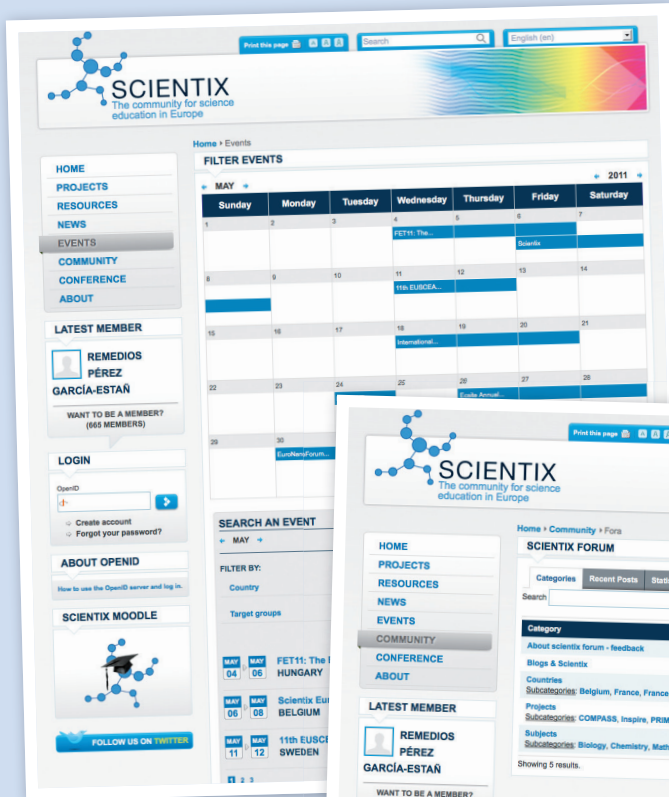 Print this page A A A
Search
English (en)
SCIENTIX
The community for science
education in Europe
Home › Events
HOME
PROJECTS
RESOURCES
NEWS
EVENTS
COMMUNITY
CONFERENCE
ABOUT
LATEST MEMBER
REMEDIOS
PÉREZ
GARCÍA-ESTAÑ
WANT TO BE A MEMBER?
(665 MEMBERS)
LOGIN
OpenID
Create account
Forgot your password?
ABOUT OPENID
How to use the OpenID server and log in.
SCIENTIX MOODLE
FOLLOW US ON TWITTER
FILTER EVENTS
MAY
2011
Sunday Monday Tuesday Wednesday Thursday Friday Saturday
1 2 3 4 5 6 7
FET11: The...
Scientix
8 9 10 11 12 13 14
11th EUSCEA...
15 16 17 18 19 20 21
International...
22 23 24 25 26 27 28
Annual...
29 30
EuroNanoForum...
SEARCH AN EVENT
MAY
FILTER BY:
Country
Target groups
MAY MAY FET11: The
04 06 HUNGARY
MAY MAY Scientix Eu
06 08 BELGIUM
MAY MAY 11th EUSCE
11 12 SWEDEN
1 2 3
Print this page A A
SCIENTIX
The community for science
education in Europe
Home › Community › Fora
HOME
PROJECTS
RESOURCES
NEWS
EVENTS
COMMUNITY
CONFERENCE
ABOUT
LATEST MEMBER
REMEDIOS
PÉREZ
GARCÍA-ESTAÑ
WANT TO BE A MEMBER?
SCIENTIX FORUM
Categories Recent Posts Stati
Search
Category
About scientix forum - feedback
Blogs & Scientix
Countries
Subcategories: Belgium, France, France
Projects
Subcategories: COMPASS, Inspire, PRIM
Subjects
Subcategories: Biology, Chemistry, Math
Showing 5 results.